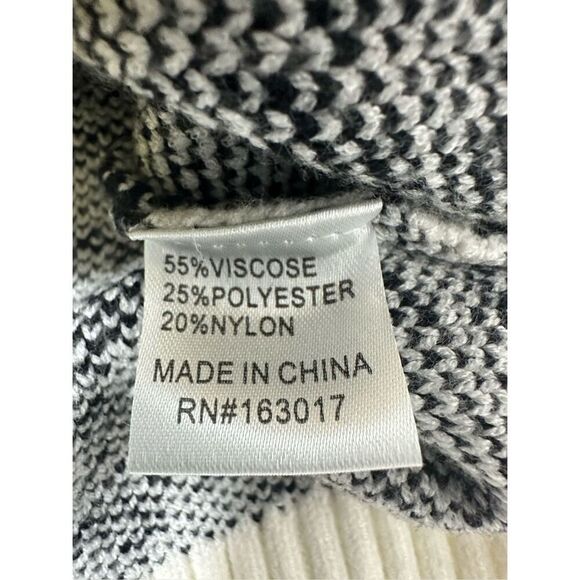 55%VISCOSE
25%POLYESTER
20%NYLON
MADE IN CHINA
RN#163017